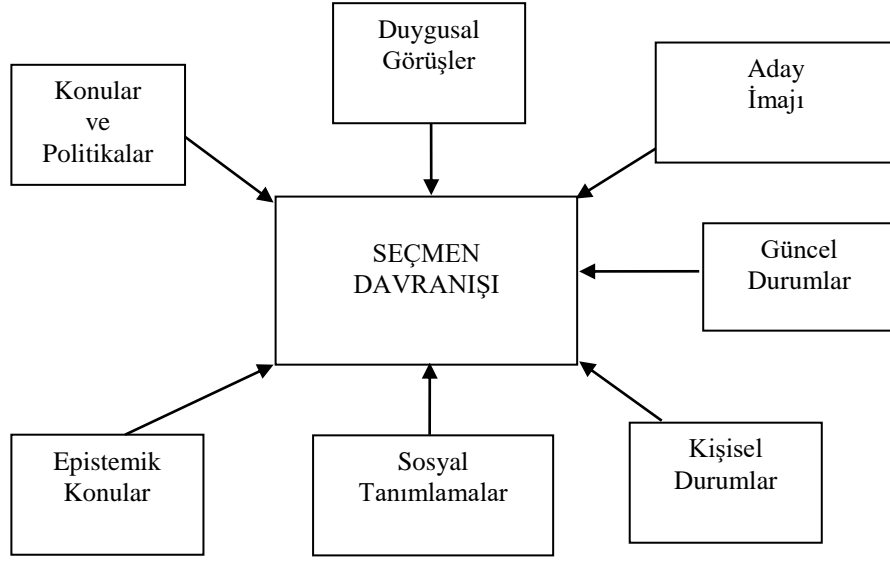 Duygusal
Görüşler
Aday
İmajı
Konular
ve
Politikalar
SEÇMEN
DAVRANIŞI
Güncel
Durumlar
Epistemik
Konular
Sosyal
Tanımlamalar
Kişisel
Durumlar